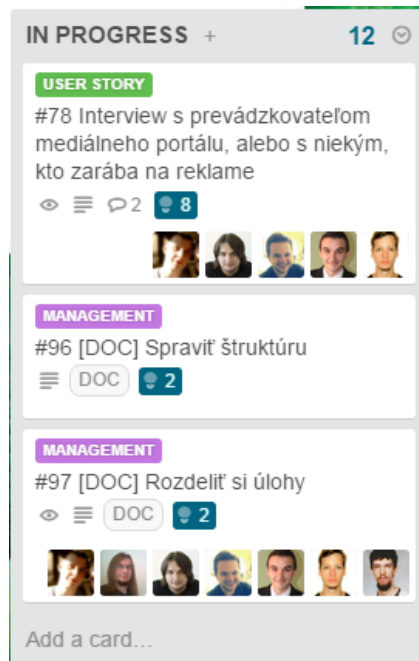 IN PROGRESS + 12
USER STORY
#78 Interview s prevádzkovateľom
mediálneho portálu, alebo s niekým,
kto zarába na reklame
2 8
MANAGEMENT
#96 [DOC] Spraviť štruktúru
DOC 2
MANAGEMENT
#97 [DOC] Rozdeliť si úlohy
DOC 2
Add a card...